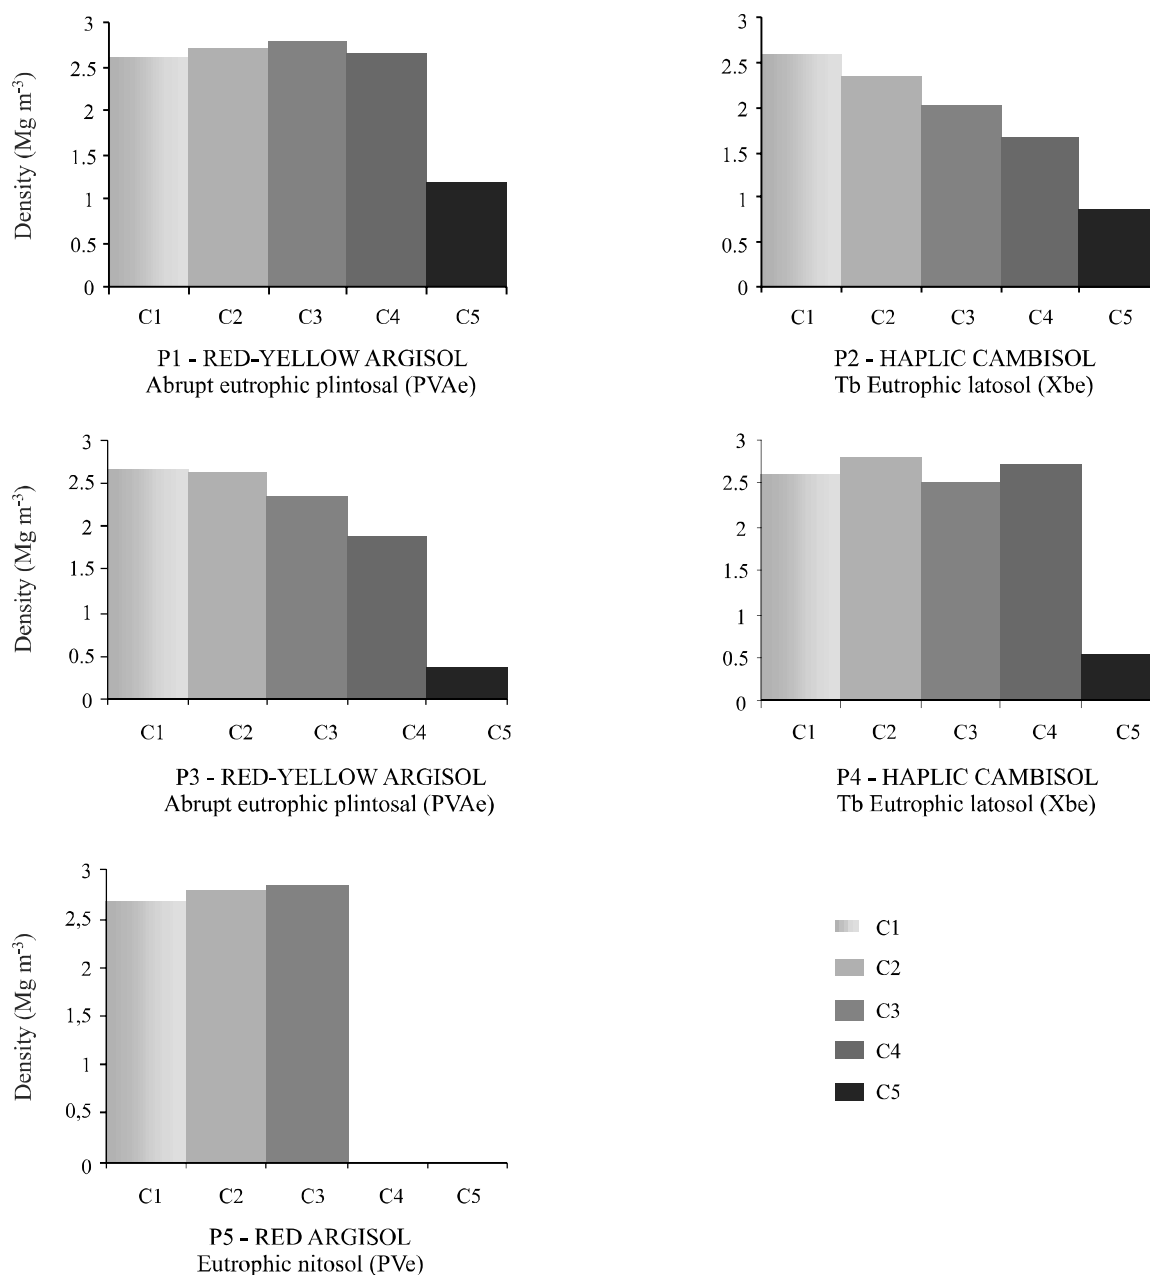 Density (Mg m⁻³)
3
2.5
2
1.5
1
0.5
0
C1 C2 C3 C4 C5
P1 - RED-YELLOW ARGISOL
Abrupt eutrophic plintosal (PVAe)
3
2.5
2
1.5
1
0.5
0
C1 C2 C3 C4 C5
P2 - HAPLIC CAMBISOL
Tb Eutrophic latosol (Xbe)
Density (Mg m⁻³)
3
2.5
2
1.5
1
0.5
0
C1 C2 C3 C4 C5
P3 - RED-YELLOW ARGISOL
Abrupt eutrophic plintosal (PVAe)
3
2.5
2
1.5
1
0.5
0
C1 C2 C3 C4 C5
P4 - HAPLIC CAMBISOL
Tb Eutrophic latosol (Xbe)
Density (Mg m⁻³)
3
2,5
2
1,5
1
0,5
0
C1 C2 C3 C4 C5
P5 - RED ARGISOL
Eutrophic nitosol (PVe)
C1
C2
C3
C4
C5